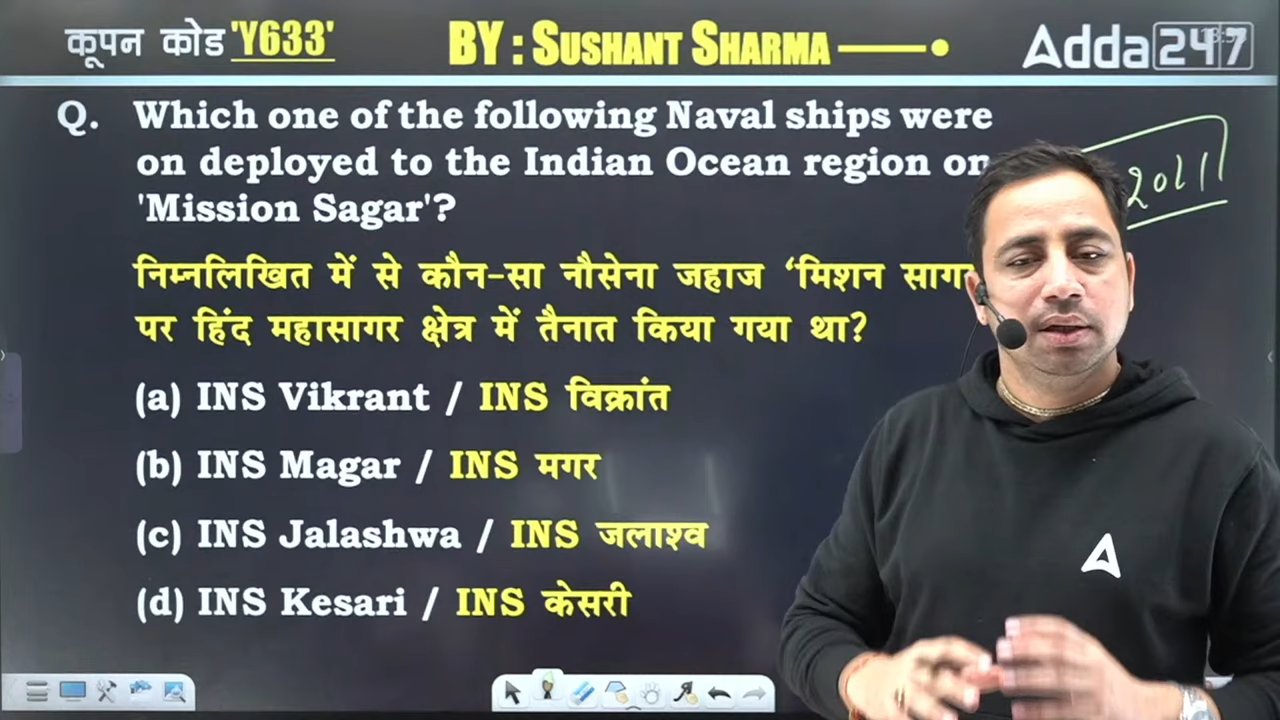 कूपन कोड 'Y633'
BY : SUSHANT SHARMA
Adda 247
2011
Q. Which one of the following Naval ships were
on deployed to the Indian Ocean region on
'Mission Sagar'?
निम्नलिखित में से कौन-सा नौसेना जहाज ‘मिशन
पर हिंद महासागर क्षेत्र में तैनात किया गया था?
(a) INS Vikrant / INS विक्रांत
(b) INS Magar / INS मगर
(c) INS Jalashwa / INS जलाश्व
(d) INS Kesari / INS केसरी